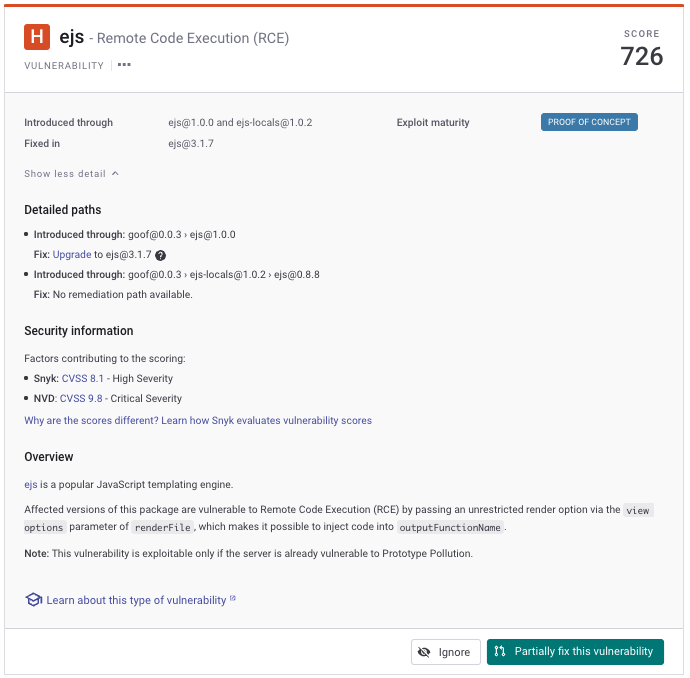 H ejs - Remote Code Execution (RCE)
SCORE
726
VULNERABILITY
Introduced through ejs@1.0.0 and ejs-locals@1.0.2 Exploit maturity PROOF OF CONCEPT
Fixed in ejs@3.1.7
Show less detail
Detailed paths
• Introduced through: goof@0.0.3 › ejs@1.0.0
Fix: Upgrade to ejs@3.1.7 ?
• Introduced through: goof@0.0.3 › ejs-locals@1.0.2 › ejs@0.8.8
Fix: No remediation path available.
Security information
Factors contributing to the scoring:
• Snyk: CVSS 8.1 - High Severity
• NVD: CVSS 9.8 - Critical Severity
Why are the scores different? Learn how Snyk evaluates vulnerability scores
Overview
ejs is a popular JavaScript templating engine.
Affected versions of this package are vulnerable to Remote Code Execution (RCE) by passing an unrestricted render option via the view
options parameter of renderFile, which makes it possible to inject code into outputFunctionName.
Note: This vulnerability is exploitable only if the server is already vulnerable to Prototype Pollution.
Learn about this type of vulnerability
Ignore
Partially fix this vulnerability